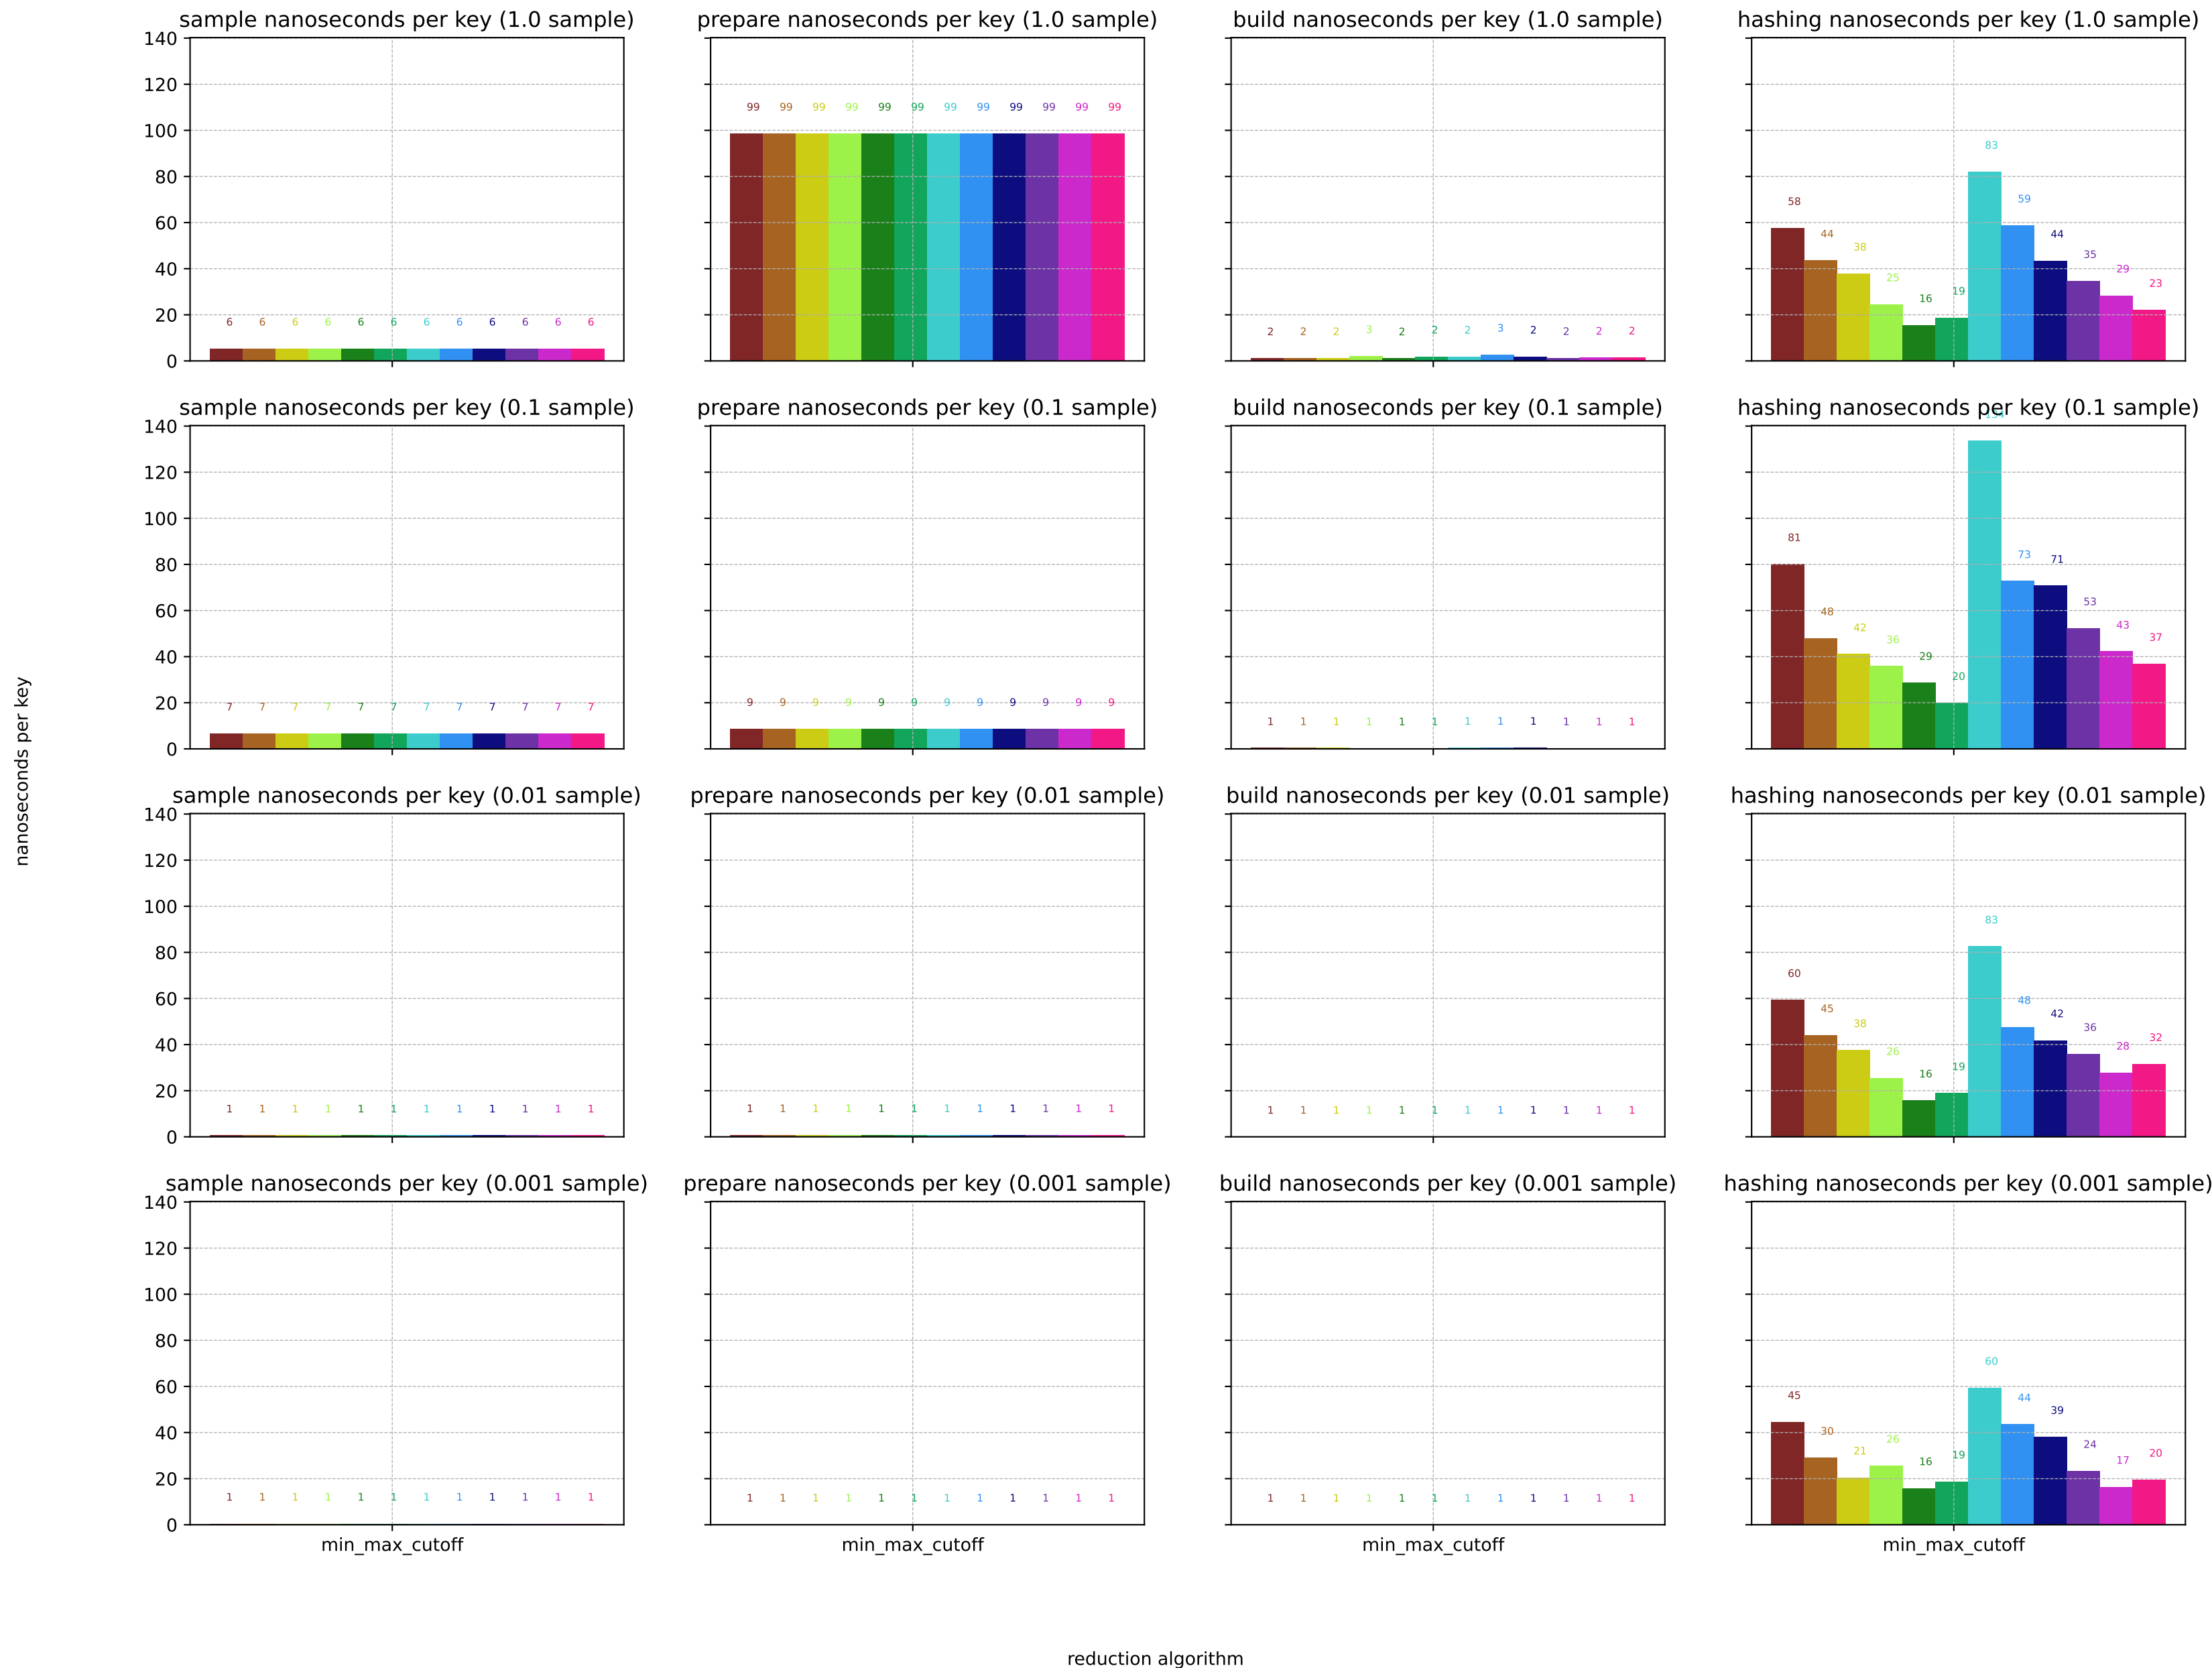 sample nanoseconds per key (1.0 sample)
prepare nanoseconds per key (1.0 sample)
build nanoseconds per key (1.0 sample)
hashing nanoseconds per key (1.0 sample)
140
120
100
80
60
40
20
0
6 6 6 6 6 6 6 6 6 6 6 6
99 99 99 99 99 99 99 99 99 99 99 99
2 2 2 3 2 2 2 3 2 2 2 2
58 44 38 25 16 19 83 59 44 35 29 23
sample nanoseconds per key (0.1 sample)
prepare nanoseconds per key (0.1 sample)
build nanoseconds per key (0.1 sample)
hashing nanoseconds per key (0.1 sample)
140
120
100
80
60
40
20
0
7 7 7 7 7 7 7 7 7 7 7 7
9 9 9 9 9 9 9 9 9 9 9 9
1 1 1 1 1 1 1 1 1 1 1 1
81 48 42 36 29 20 134 73 71 53 43 37
sample nanoseconds per key (0.01 sample)
prepare nanoseconds per key (0.01 sample)
build nanoseconds per key (0.01 sample)
hashing nanoseconds per key (0.01 sample)
140
120
100
80
60
40
20
0
1 1 1 1 1 1 1 1 1 1 1 1
1 1 1 1 1 1 1 1 1 1 1 1
1 1 1 1 1 1 1 1 1 1 1 1
60 45 38 26 16 19 83 48 42 36 28 32
sample nanoseconds per key (0.001 sample)
prepare nanoseconds per key (0.001 sample)
build nanoseconds per key (0.001 sample)
hashing nanoseconds per key (0.001 sample)
140
120
100
80
60
40
20
0
1 1 1 1 1 1 1 1 1 1 1 1
1 1 1 1 1 1 1 1 1 1 1 1
1 1 1 1 1 1 1 1 1 1 1 1
45 30 21 26 16 19 60 44 39 24 17 20
min_max_cutoff
min_max_cutoff
min_max_cutoff
min_max_cutoff
nanoseconds per key
reduction algorithm